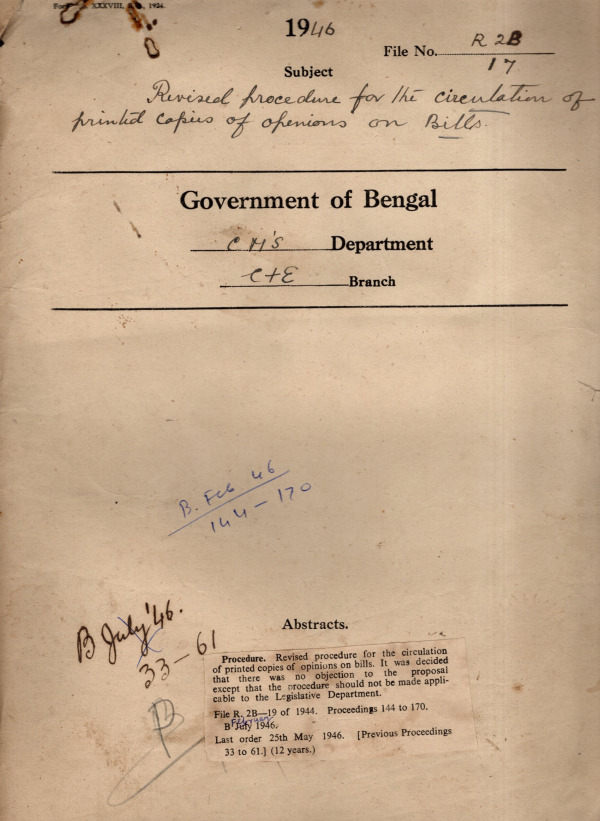 XXXVIII, 1924.
1946
File No. R 2B
17
Subject
Revised procedure for the circulation of
printed copies of openions on Bills.
Government of Bengal
C M'S Department
C+E Branch
B. Feb 46
144-170
B July '46.
33-61
B
Abstracts.
Procedure. Revised procedure for the circulation
of printed copies of opinions on bills. It was decided
that there was no objection to the proposal
except that the procedure should not be made appli-
cable to the Legislative Department.
File R. 2B—19 of 1944. Proceedings 144 to 170.
B July 1946.
Last order 25th May 1946. [Previous Proceedings
33 to 61.] (12 years.)